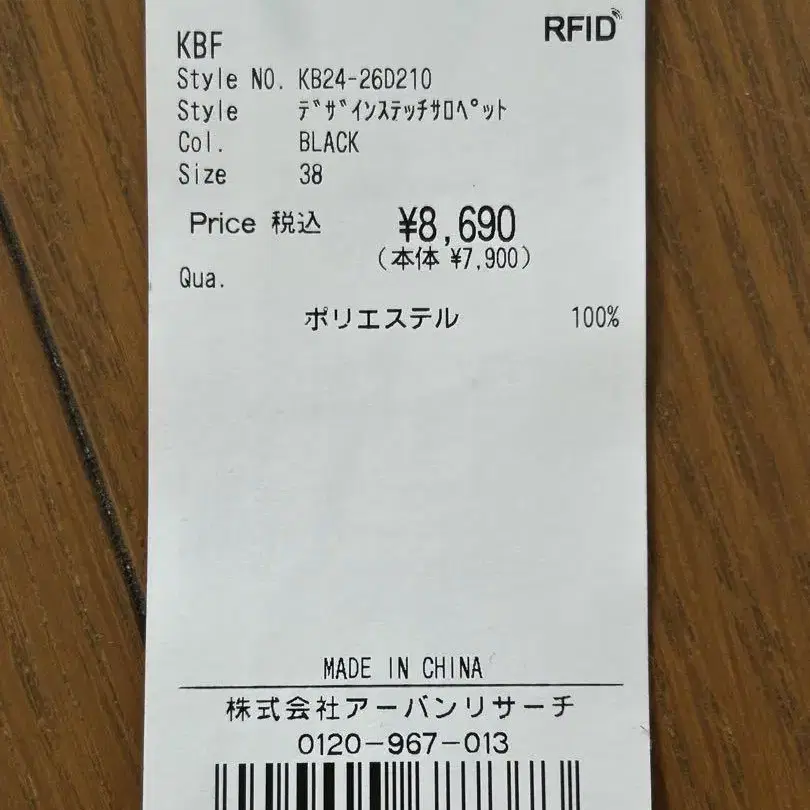 RFID
KBF
Style NO. KB24-26D210
Style ﾃﾞｻﾞｲﾝｽﾃｯﾁｻﾛﾍﾟｯﾄ
Col. BLACK
Size 38
Price 税込 ¥8,690
(本体 ¥7,900)
Qua.
ポリエステル 100%
MADE IN CHINA
株式会社アーバンリサーチ
0120-967-013